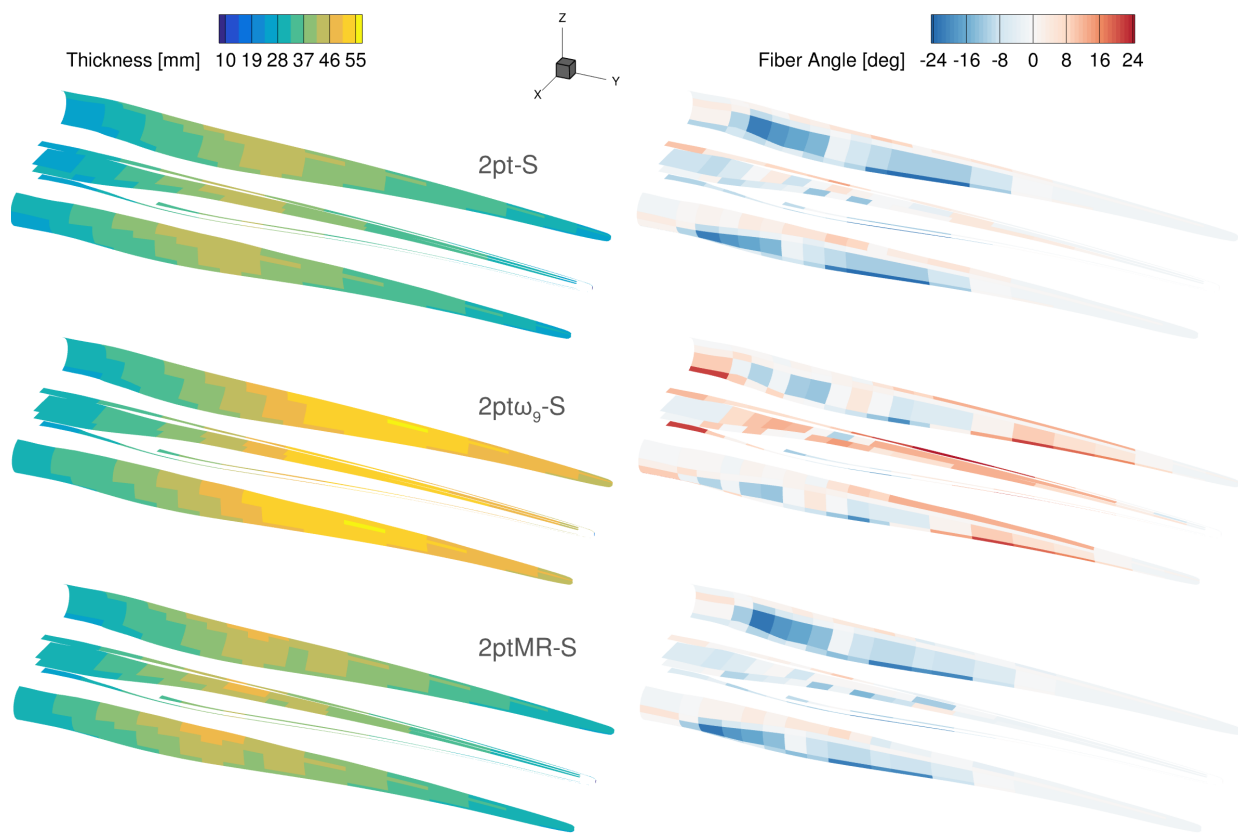 Thickness [mm] 10 19 28 37 46 55
Z
Y
X
Fiber Angle [deg] -24 -16 -8 0 8 16 24
2pt-S
2ptω₉-S
2ptMR-S